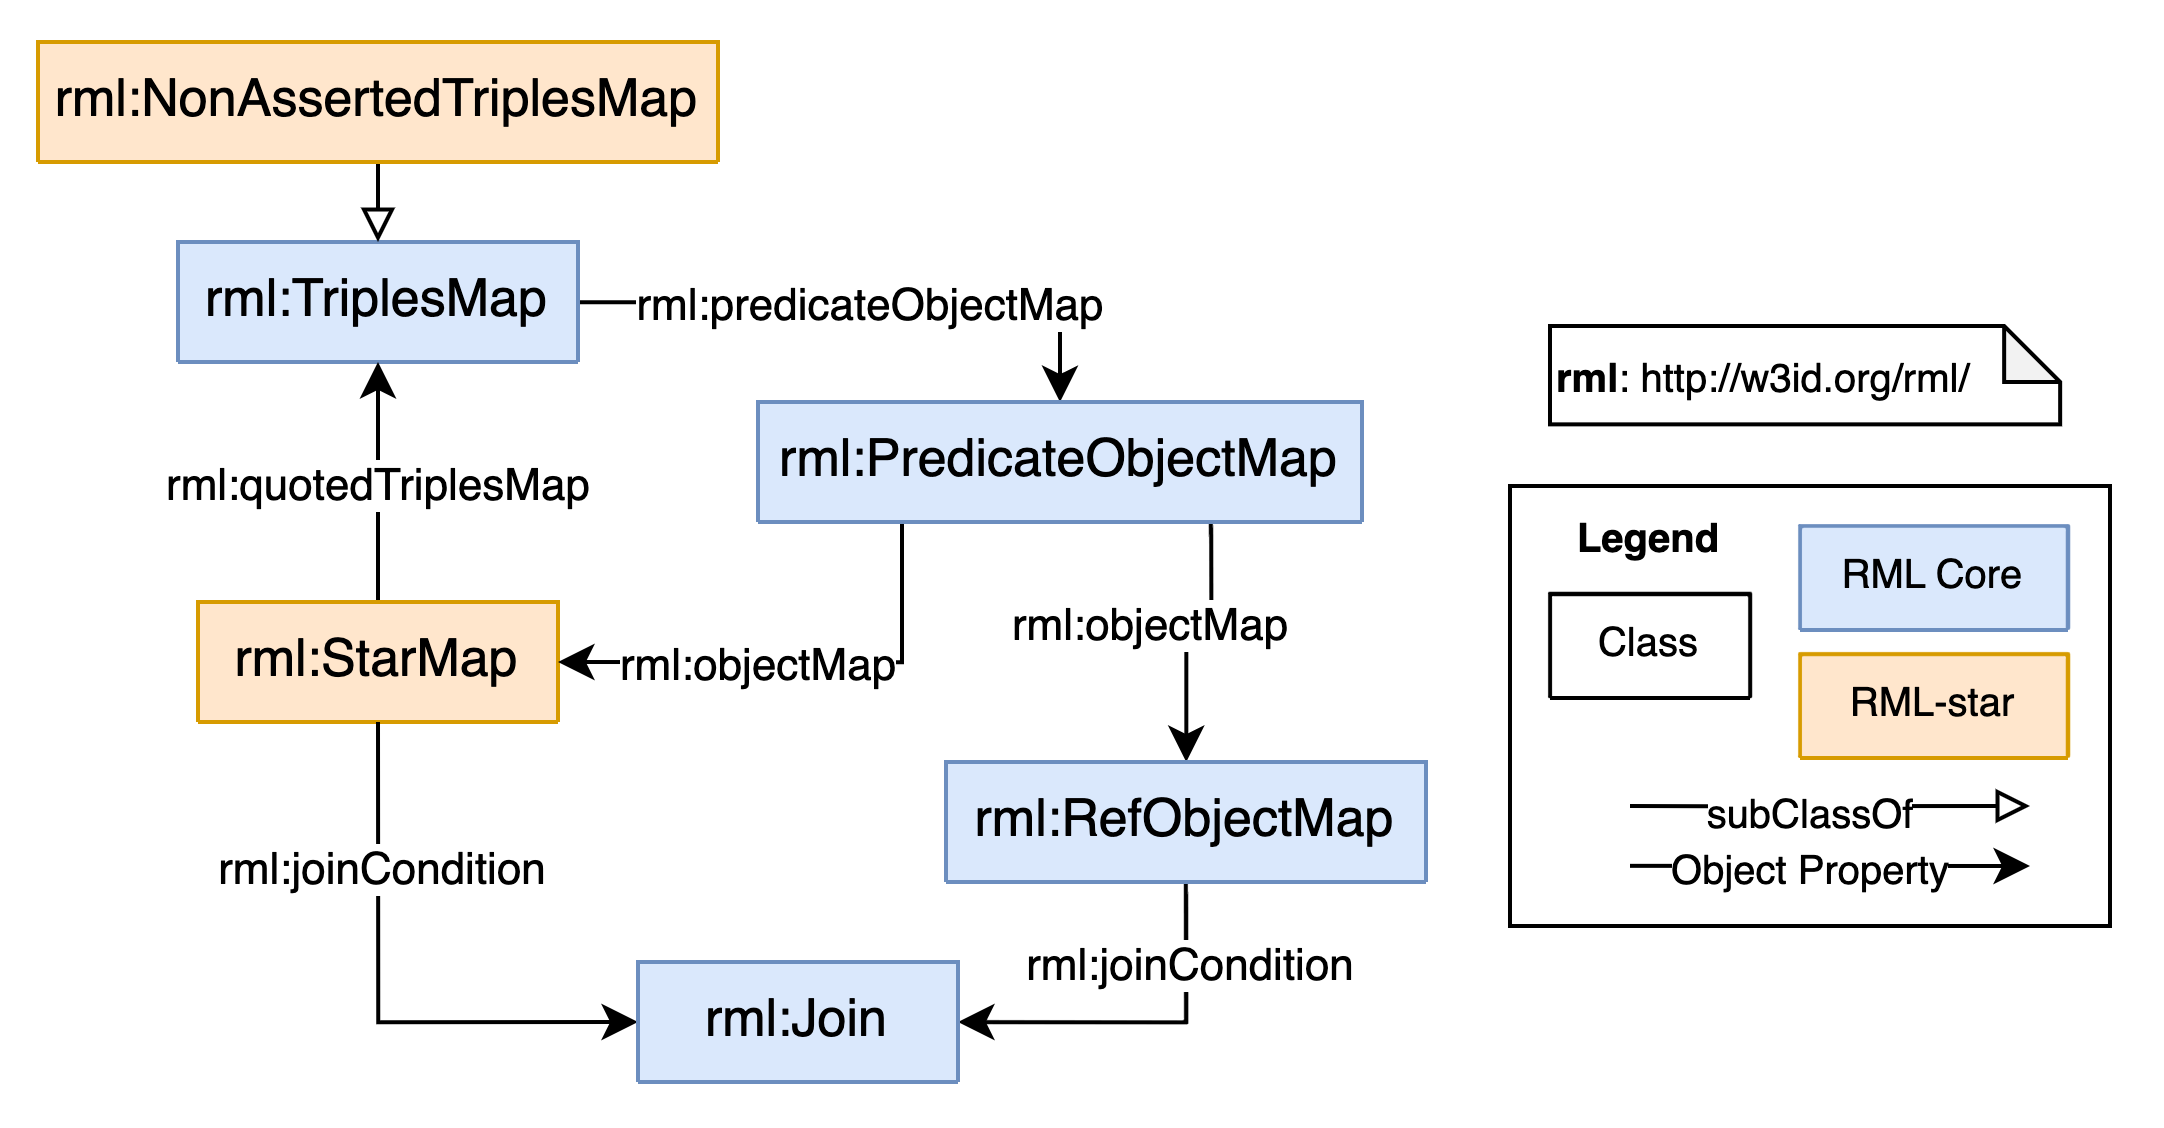 rml:NonAssertedTriplesMap
rml:TriplesMap
rml:predicateObjectMap
rml: http://w3id.org/rml/
rml:PredicateObjectMap
rml:quotedTriplesMap
Legend
RML Core
Class
rml:objectMap
rml:StarMap
rml:objectMap
RML-star
rml:RefObjectMap
subClassOf
Object Property
rml:joinCondition
rml:joinCondition
rml:Join